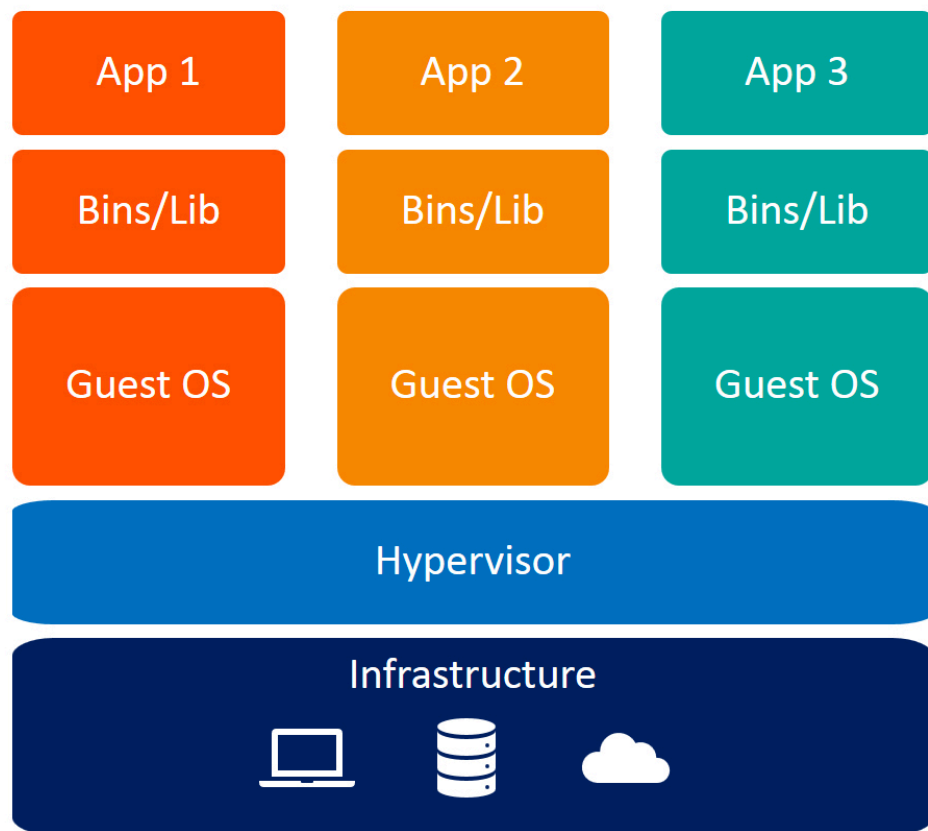 App 1
App 2
App 3
Bins/Lib
Bins/Lib
Bins/Lib
Guest OS
Guest OS
Guest OS
Hypervisor
Infrastructure